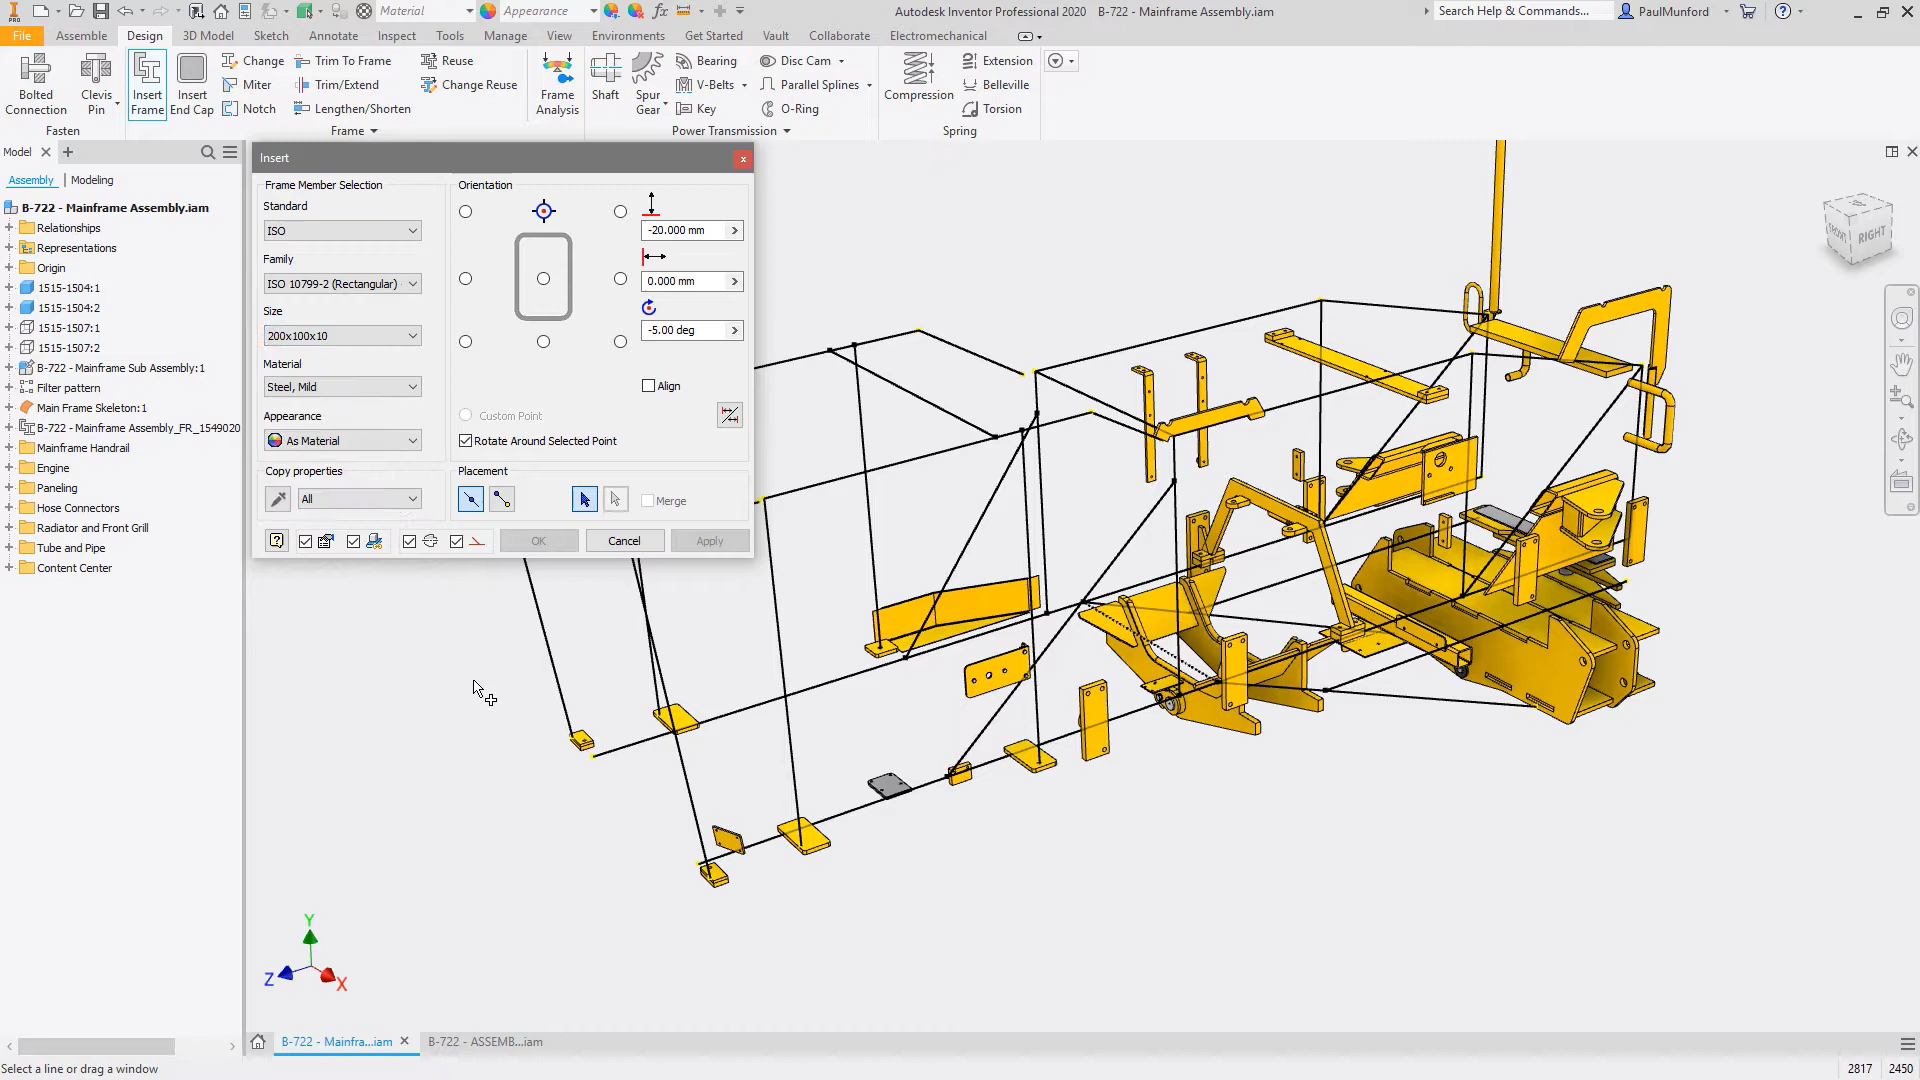 PRO
Material
Appearance
Autodesk Inventor Professional 2020 B-722 - Mainframe Assembly.iam
Search Help & Commands...
PaulMunford
File
Assemble
Design
3D Model
Sketch
Annotate
Inspect
Tools
Manage
View
Environments
Get Started
Vault
Collaborate
Electromechanical
Bolted Connection
Clevis Pin
Fasten
Insert Frame
Insert End Cap
Change
Miter
Notch
Trim To Frame
Trim/Extend
Lengthen/Shorten
Reuse
Change Reuse
Frame
Frame Analysis
Shaft
Spur Gear
Bearing
V-Belts
Key
Disc Cam
Parallel Splines
O-Ring
Power Transmission
Compression
Extension
Belleville
Torsion
Spring
Model
Assembly
Modeling
B-722 - Mainframe Assembly.iam
Relationships
Representations
Origin
1515-1504:1
1515-1504:2
1515-1507:1
1515-1507:2
B-722 - Mainframe Sub Assembly:1
Filter pattern
Main Frame Skeleton:1
B-722 - Mainframe Assembly_FR_1549020
Mainframe Handrail
Engine
Paneling
Hose Connectors
Radiator and Front Grill
Tube and Pipe
Content Center
Insert
Frame Member Selection
Standard
ISO
Family
ISO 10799-2 (Rectangular)
Size
200x100x10
Material
Steel, Mild
Appearance
As Material
Copy properties
All
Orientation
-20.000 mm
0.000 mm
-5.00 deg
Align
Custom Point
Rotate Around Selected Point
Placement
Merge
OK
Cancel
Apply
FRONT
RIGHT
Y
Z
X
B-722 - Mainfra...iam
B-722 - ASSEMB...iam
Select a line or drag a window
2817
2450